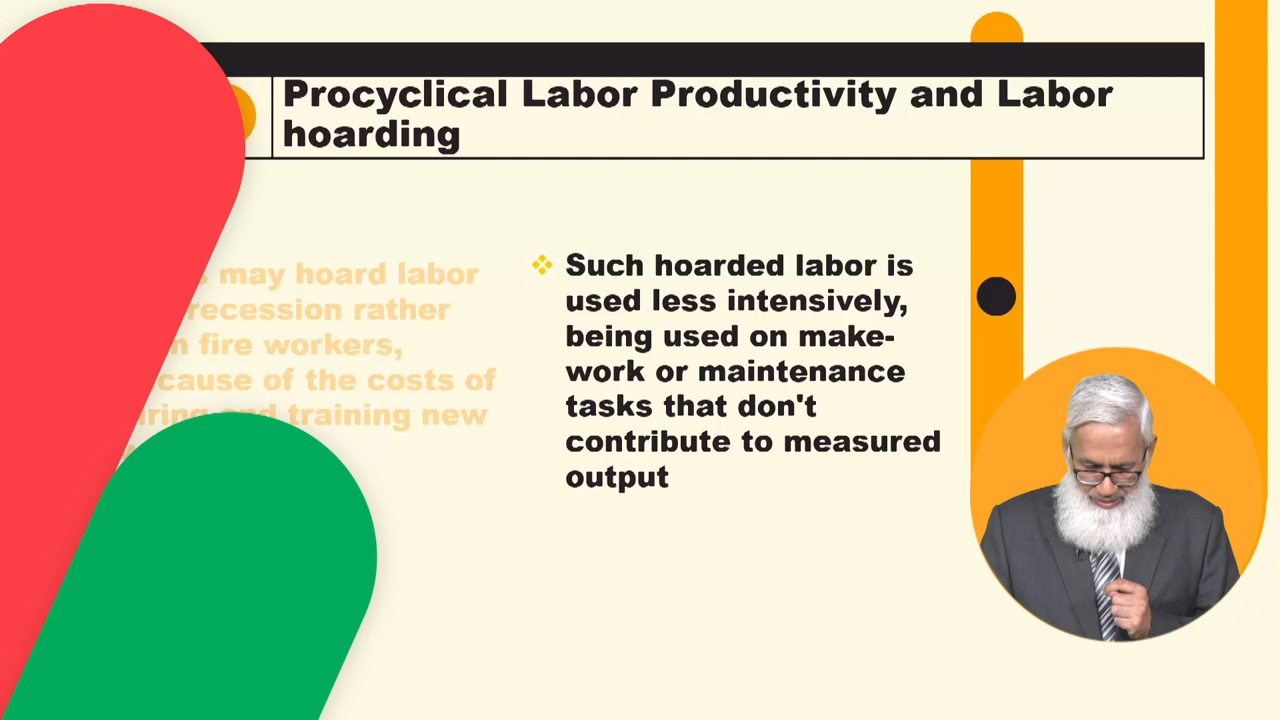 Procyclical Labor Productivity and Labor
hoarding
may hoard labor
recession rather
fire workers,
cause of the costs of
and training new
Such hoarded labor is
used less intensively,
being used on make-
work or maintenance
tasks that don't
contribute to measured
output